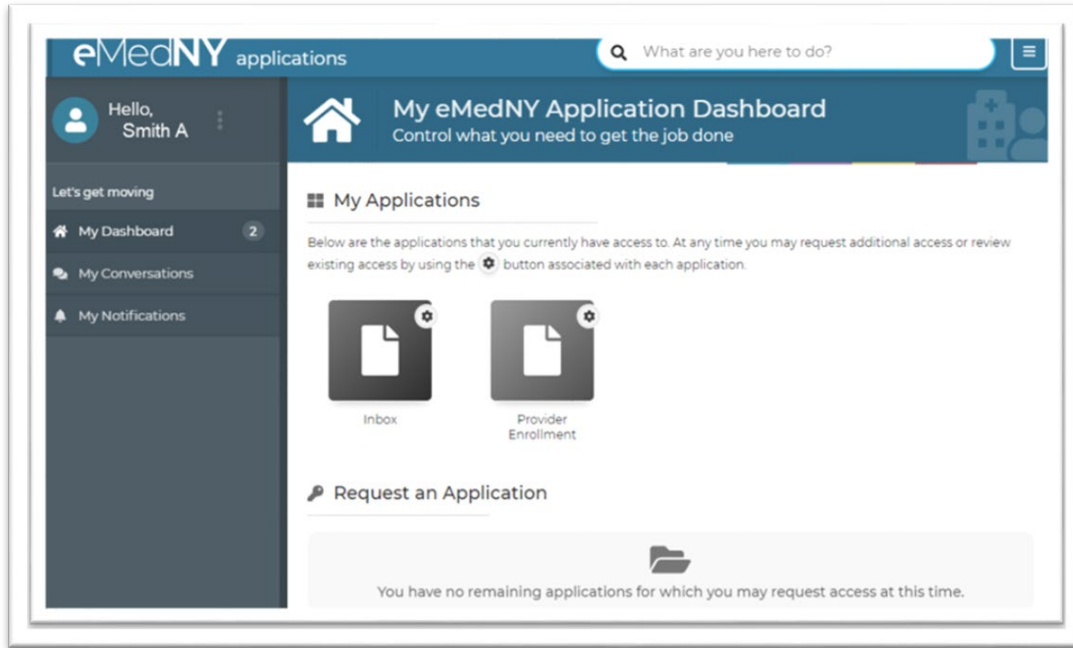 eMedNY applications
What are you here to do?
Hello,
Smith A
My eMedNY Application Dashboard
Control what you need to get the job done
Let's get moving
My Dashboard 2
My Conversations
My Notifications
My Applications
Below are the applications that you currently have access to. At any time you may request additional access or review
existing access by using the button associated with each application.
Inbox
Provider
Enrollment
Request an Application
You have no remaining applications for which you may request access at this time.